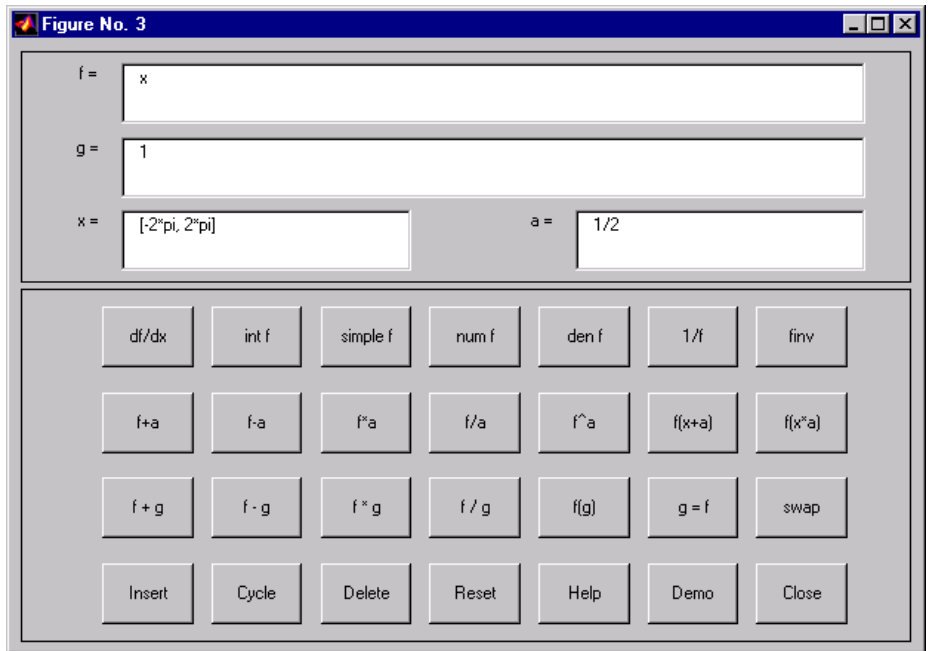 Figure No. 3
f = x
g = 1
x = [-2*pi, 2*pi] a = 1/2
df/dx int f simple f num f den f 1/f finv
f+a f-a f*a f/a f^a f(x+a) f(x*a)
f + g f - g f * g f / g f(g) g = f swap
Insert Cycle Delete Reset Help Demo Close